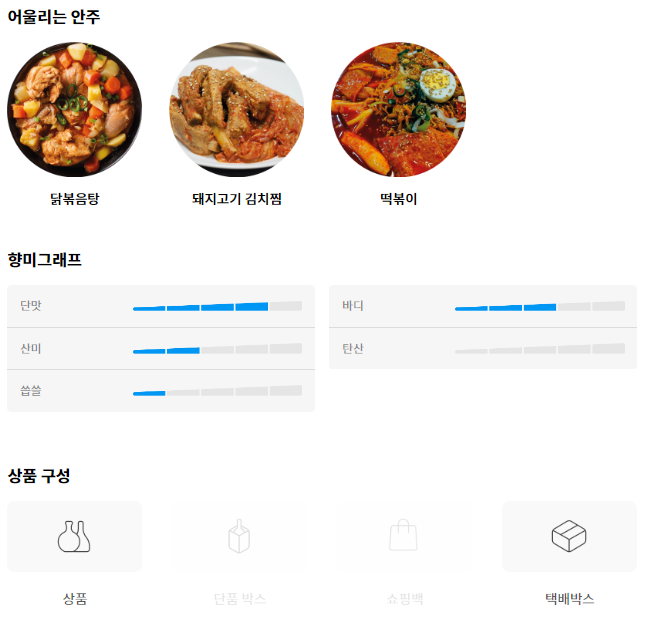 어울리는 안주
닭볶음탕 돼지고기 김치찜 떡볶이
향미그래프
단맛 바디
산미 탄산
씁쓸
상품 구성
상품 단품 박스 쇼핑백 택배박스